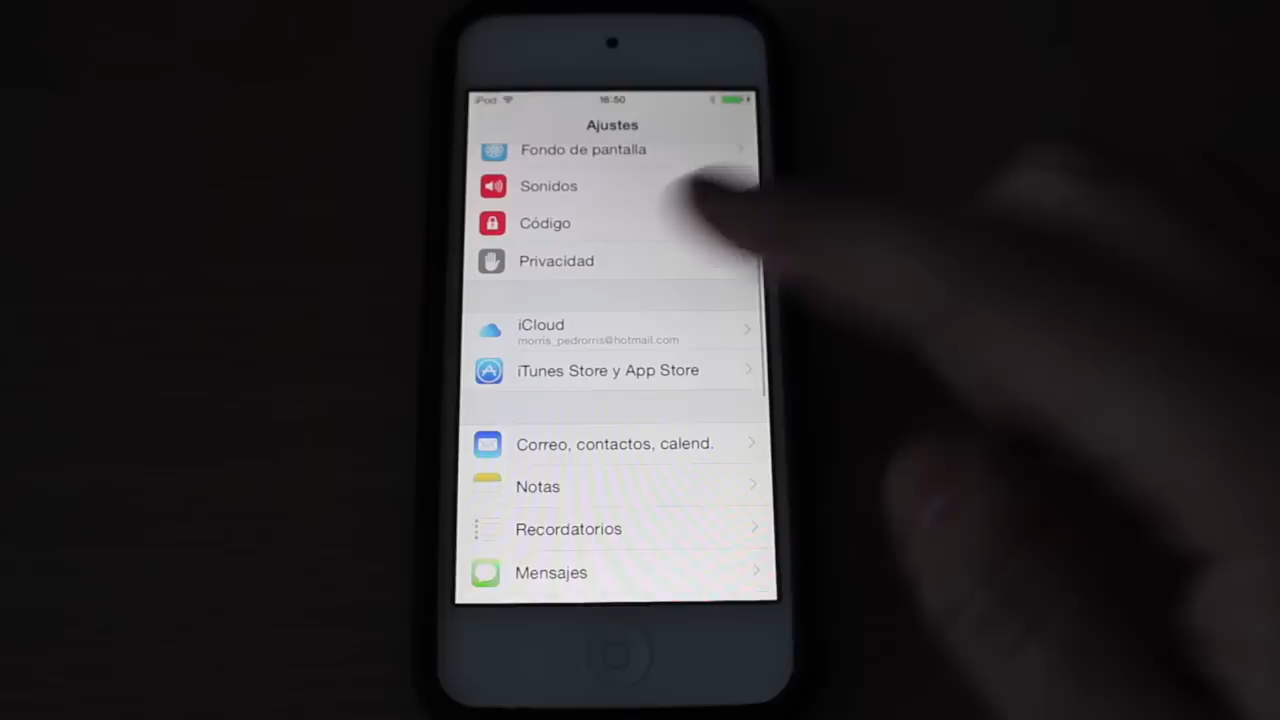 iPod 16:50
Ajustes
Fondo de pantalla
Sonidos
Código
Privacidad
iCloud
morris_pedrorris@hotmail.com
iTunes Store y App Store
Correo, contactos, calend.
Notas
Recordatorios
Mensajes